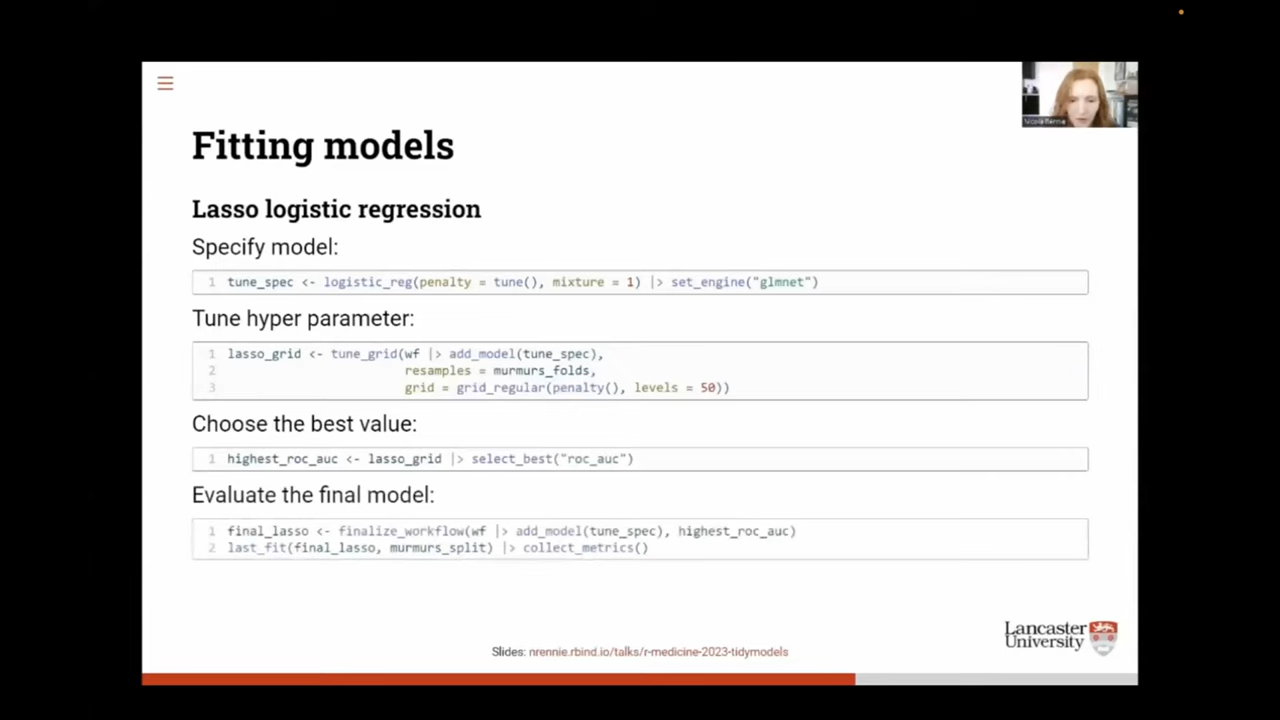 Nicola Rennie
Fitting models
Lasso logistic regression
Specify model:
1 tune_spec <- logistic_reg(penalty = tune(), mixture = 1) |> set_engine("glmnet")
Tune hyper parameter:
1 lasso_grid <- tune_grid(wf |> add_model(tune_spec),
2 resamples = murmurs_folds,
3 grid = grid_regular(penalty(), levels = 50))
Choose the best value:
1 highest_roc_auc <- lasso_grid |> select_best("roc_auc")
Evaluate the final model:
1 final_lasso <- finalize_workflow(wf |> add_model(tune_spec), highest_roc_auc)
2 last_fit(final_lasso, murmurs_split) |> collect_metrics()
Lancaster
University
Slides: nrennie.rbind.io/talks/r-medicine-2023-tidymodels